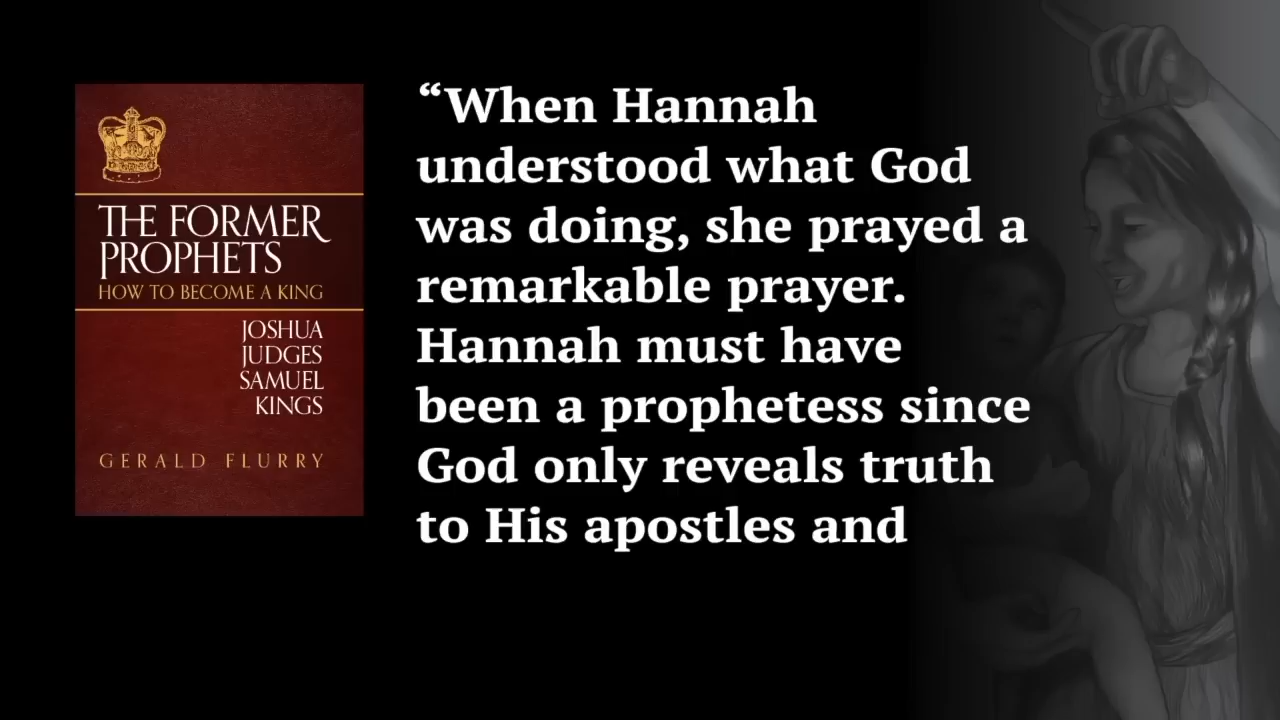 THE FORMER
PROPHETS
HOW TO BECOME A KING
JOSHUA
JUDGES
SAMUEL
KINGS
GERALD FLURRY
“When Hannah
understood what God
was doing, she prayed a
remarkable prayer.
Hannah must have
been a prophetess since
God only reveals truth
to His apostles and